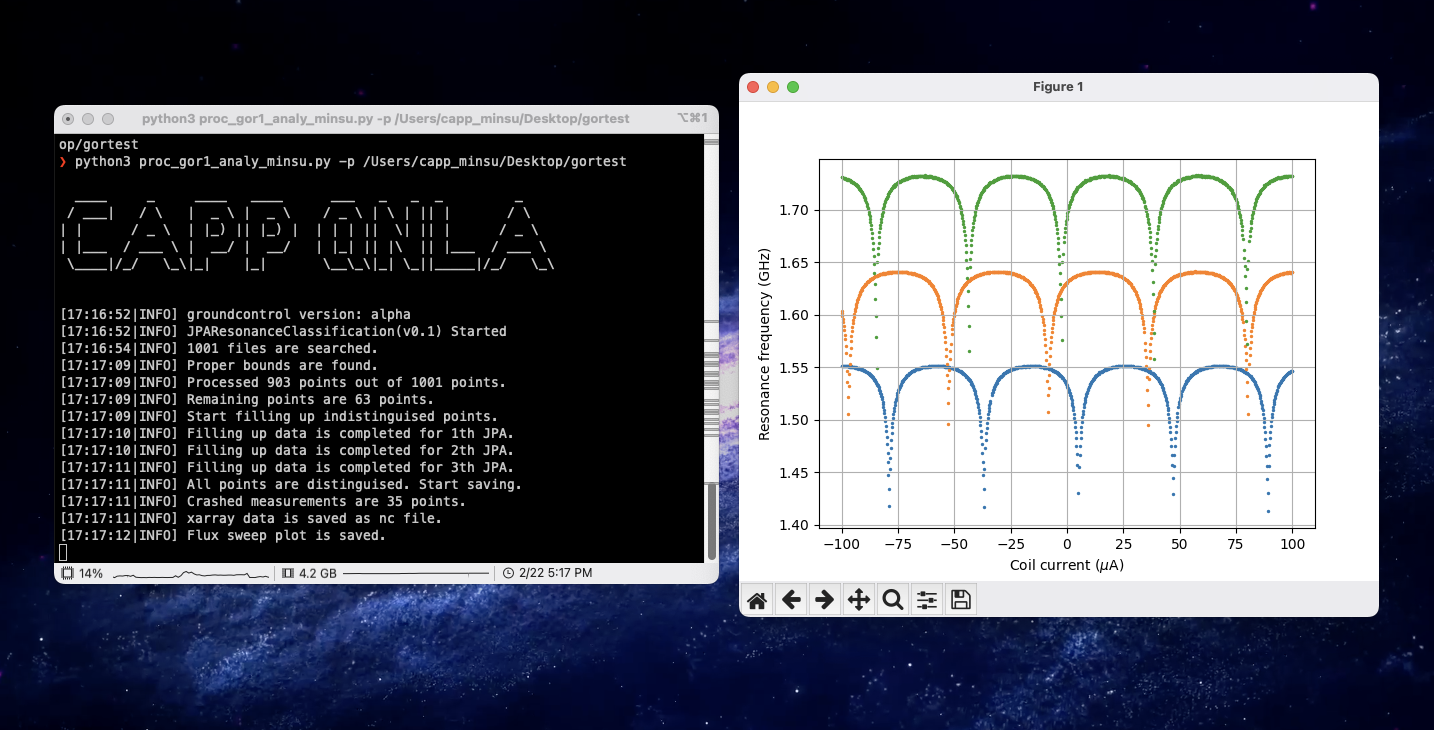 python3 proc_gor1_analy_minsu.py -p /Users/capp_minsu/Desktop/gortest ⌥⌘1
op/gortest
❯ python3 proc_gor1_analy_minsu.py -p /Users/capp_minsu/Desktop/gortest
CAPP QNLA
[17:16:52|INFO] groundcontrol version: alpha
[17:16:52|INFO] JPAResonanceClassification(v0.1) Started
[17:16:54|INFO] 1001 files are searched.
[17:17:09|INFO] Proper bounds are found.
[17:17:09|INFO] Processed 903 points out of 1001 points.
[17:17:09|INFO] Remaining points are 63 points.
[17:17:09|INFO] Start filling up indistinguised points.
[17:17:10|INFO] Filling up data is completed for 1th JPA.
[17:17:10|INFO] Filling up data is completed for 2th JPA.
[17:17:11|INFO] Filling up data is completed for 3th JPA.
[17:17:11|INFO] All points are distinguised. Start saving.
[17:17:11|INFO] Crashed measurements are 35 points.
[17:17:11|INFO] xarray data is saved as nc file.
[17:17:12|INFO] Flux sweep plot is saved.
14% 4.2 GB 2/22 5:17 PM
Figure 1
Resonance frequency (GHz)
1.70
1.65
1.60
1.55
1.50
1.45
1.40
−100 −75 −50 −25 0 25 50 75 100
Coil current (μA)